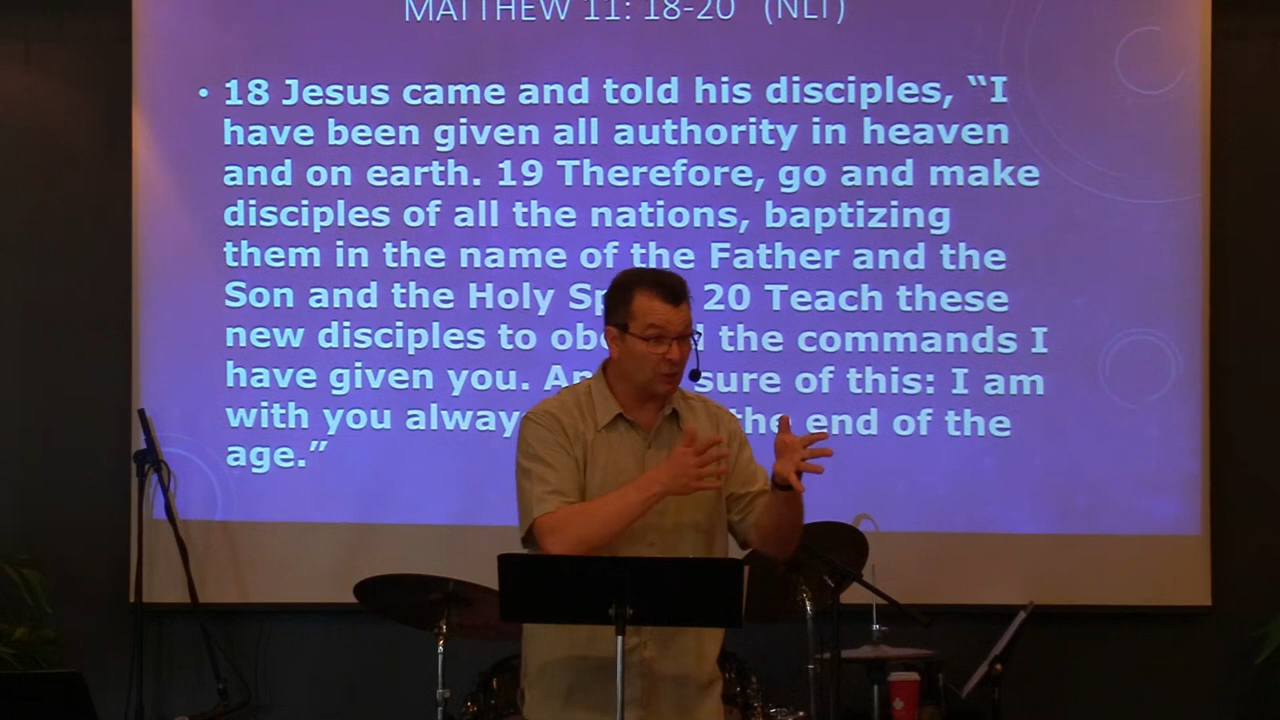 MATTHEW 11: 18-20 (NLT)
• 18 Jesus came and told his disciples, “I
have been given all authority in heaven
and on earth. 19 Therefore, go and make
disciples of all the nations, baptizing
them in the name of the Father and the
Son and the Holy 20 Teach these
new disciples to the commands I
have given you. sure of this: I am
with you the end of the
age.”